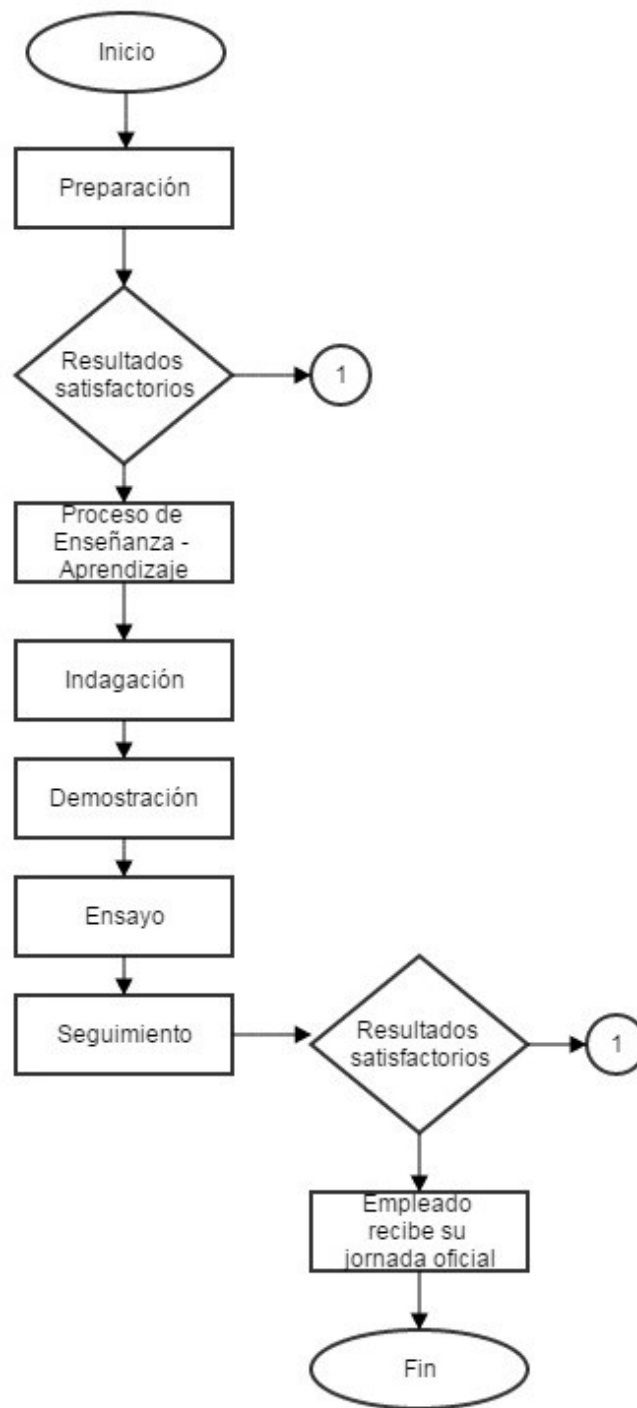 Inicio
Preparación
Resultados
satisfactorios
1
Proceso de
Enseñanza -
Aprendizaje
Indagación
Demostración
Ensayo
Seguimiento
Resultados
satisfactorios
1
Empleado
recibe su
jornada oficial
Fin